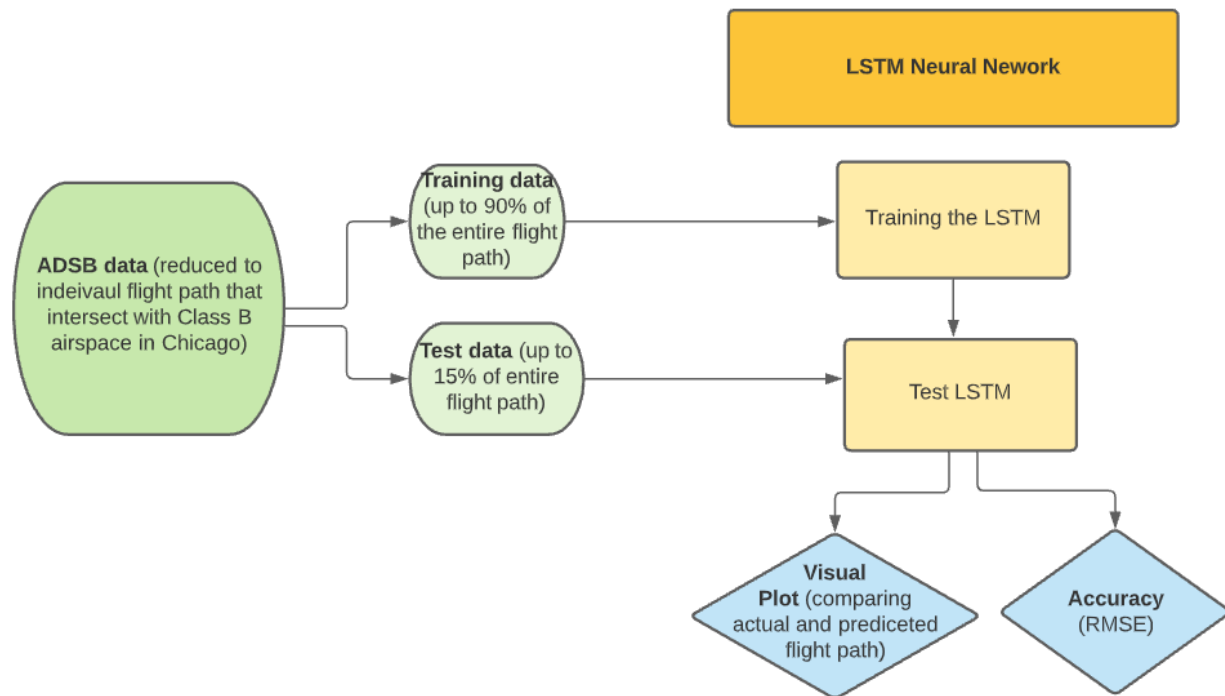 LSTM Neural Nework
Training data
(up to 90% of
the entire flight
path)
Training the LSTM
ADSB data (reduced to
indeivaul flight path that
intersect with Class B
airspace in Chicago)
Test data (up to
15% of entire
flight path)
Test LSTM
Visual
Plot (comparing
actual and prediceted
flight path)
Accuracy
(RMSE)